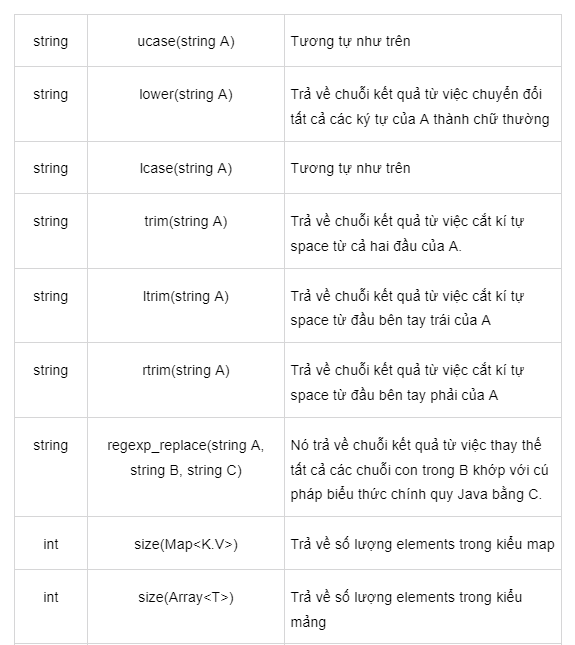 string ucase(string A) Tương tự như trên
string lower(string A) Trả về chuỗi kết quả từ việc chuyển đổi
tất cả các ký tự của A thành chữ thường
string lcase(string A) Tương tự như trên
string trim(string A) Trả về chuỗi kết quả từ việc cắt kí tự
space từ cả hai đầu của A.
string ltrim(string A) Trả về chuỗi kết quả từ việc cắt kí tự
space từ đầu bên tay trái của A
string rtrim(string A) Trả về chuỗi kết quả từ việc cắt kí tự
space từ đầu bên tay phải của A
string regexp_replace(string A, Nó trả về chuỗi kết quả từ việc thay thế
string B, string C) tất cả các chuỗi con trong B khớp với cú
pháp biểu thức chính quy Java bằng C.
int size(Map<K.V>) Trả về số lượng elements trong kiểu map
int size(Array<T>) Trả về số lượng elements trong kiểu
mảng